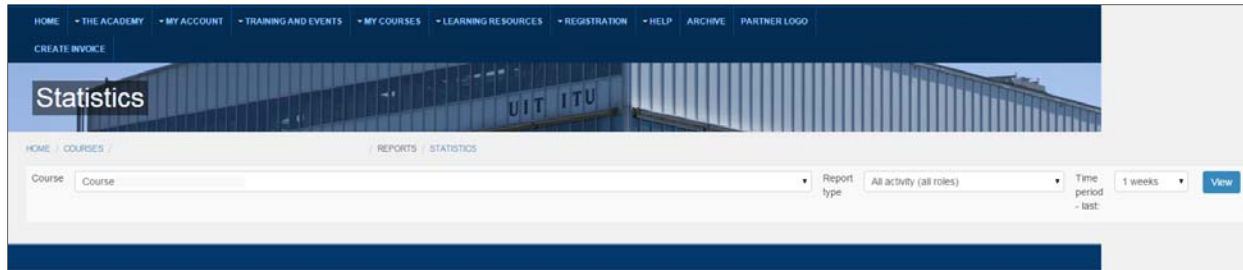 HOME THE ACADEMY MY ACCOUNT TRAINING AND EVENTS MY COURSES LEARNING RESOURCES REGISTRATION HELP ARCHIVE PARTNER LOGO
CREATE INVOICE
UIT ITU
Statistics
HOME / COURSES / / REPORTS / STATISTICS
Course Course Report type All activity (all roles) Time period - last: 1 weeks View